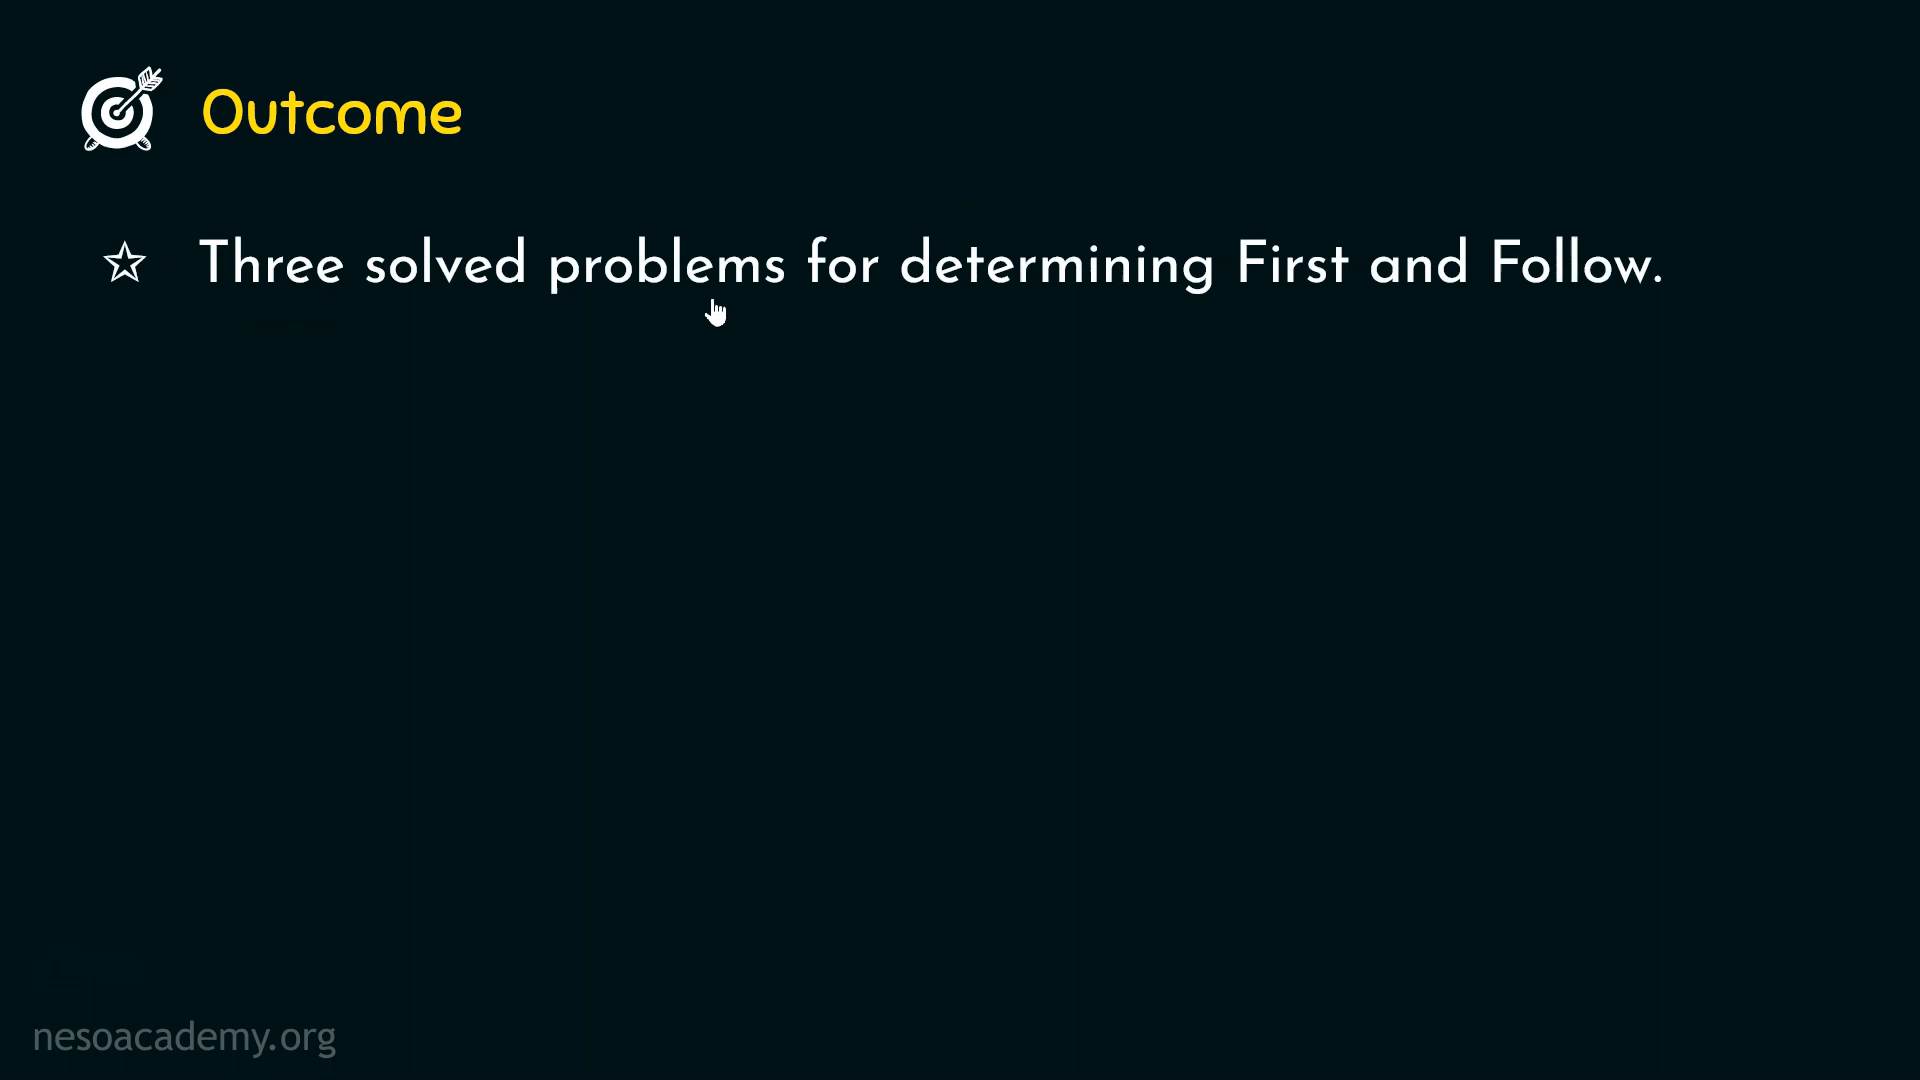 Outcome
☆ Three solved problems for determining First and Follow.
nesoacademy.org